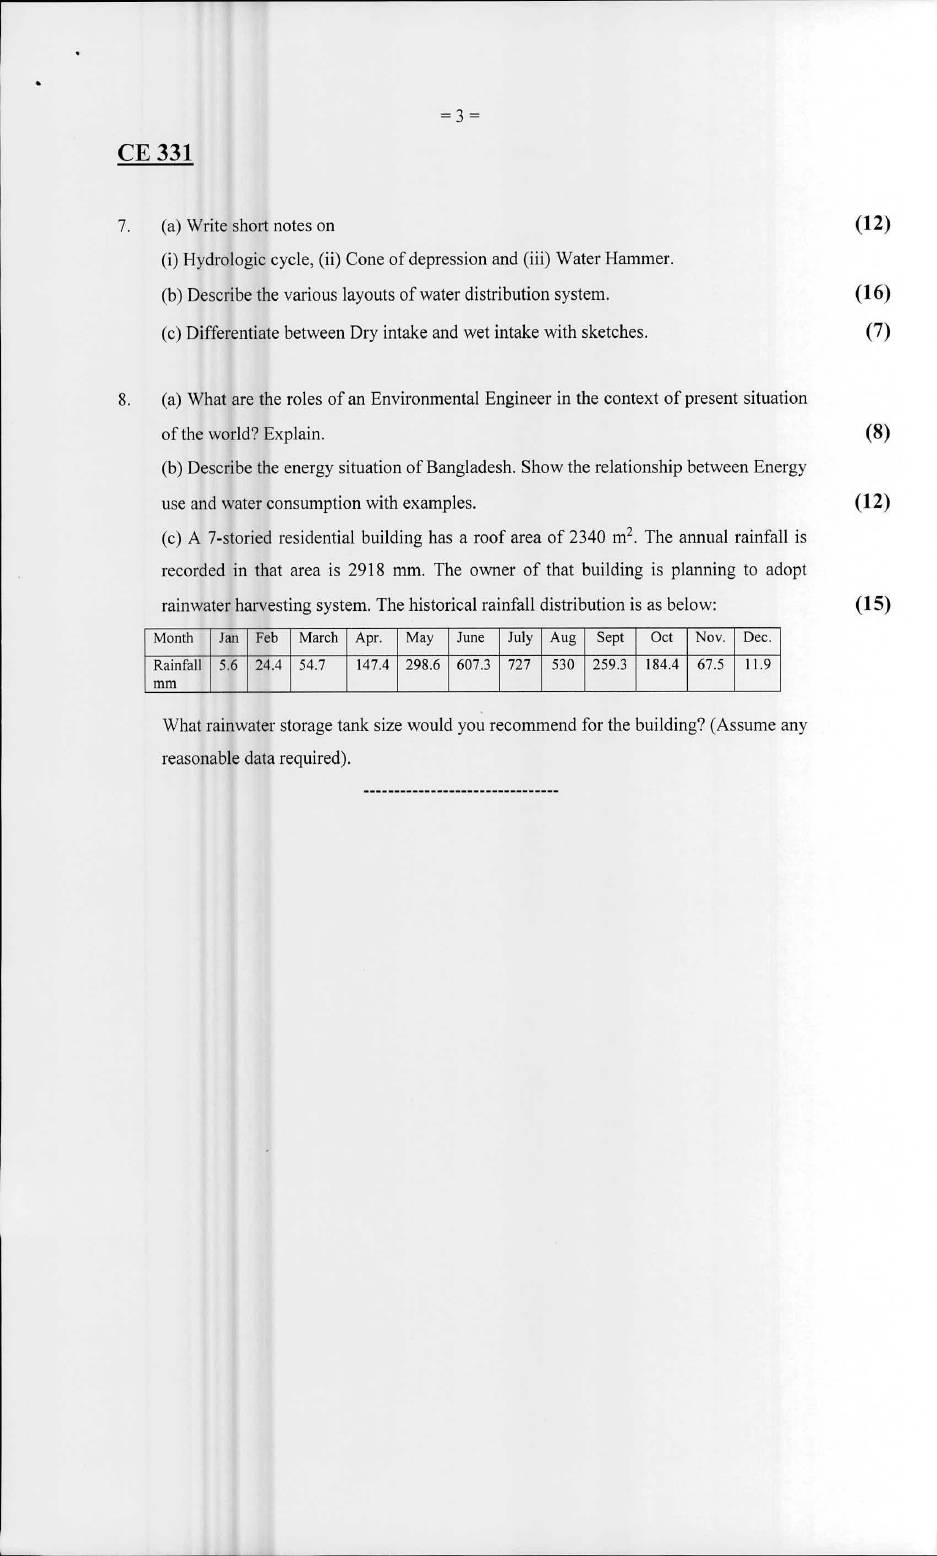 = 3 =
CE 331
7. (a) Write short notes on (12)
(i) Hydrologic cycle, (ii) Cone of depression and (iii) Water Hammer.
(b) Describe the various layouts of water distribution system. (16)
(c) Differentiate between Dry intake and wet intake with sketches. (7)
8. (a) What are the roles of an Environmental Engineer in the context of present situation
of the world? Explain. (8)
(b) Describe the energy situation of Bangladesh. Show the relationship between Energy
use and water consumption with examples. (12)
(c) A 7-storied residential building has a roof area of 2340 m². The annual rainfall is
recorded in that area is 2918 mm. The owner of that building is planning to adopt
rainwater harvesting system. The historical rainfall distribution is as below: (15)
Month Jan Feb March Apr. May June July Aug Sept Oct Nov. Dec.
Rainfall 5.6 24.4 54.7 147.4 298.6 607.3 727 530 259.3 184.4 67.5 11.9
mm
What rainwater storage tank size would you recommend for the building? (Assume any
reasonable data required).